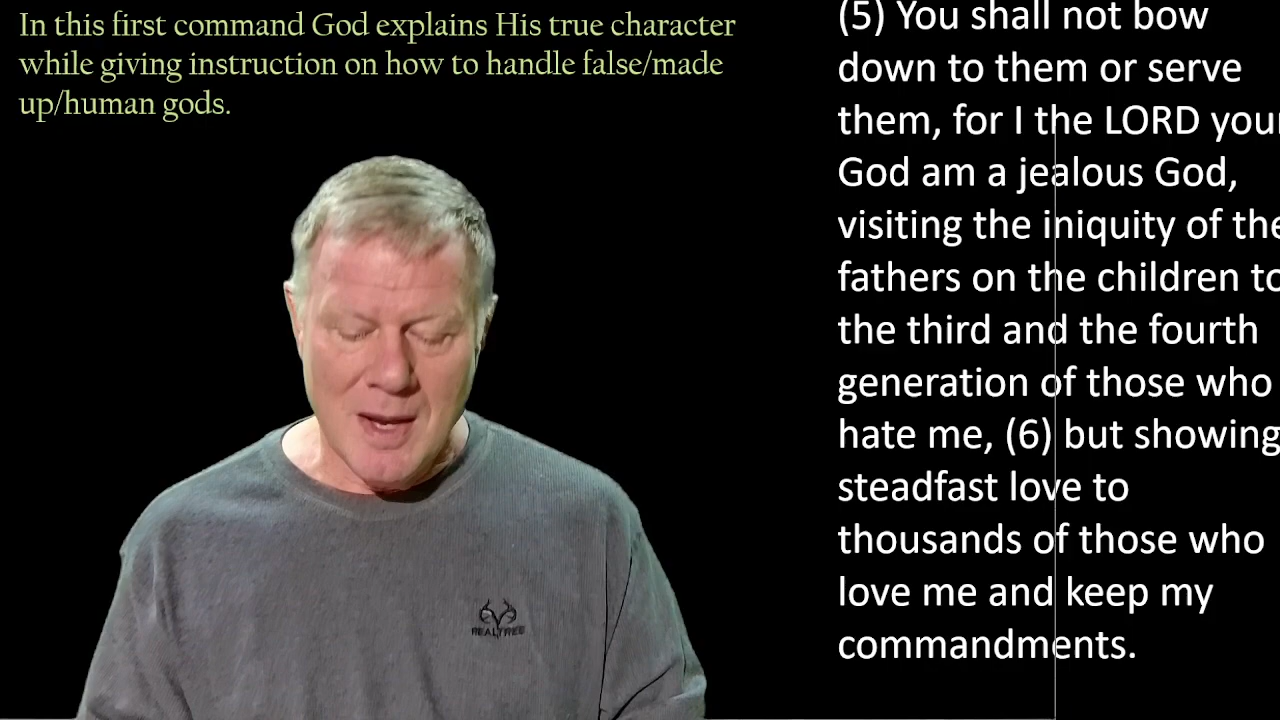 In this first command God explains His true character
while giving instruction on how to handle false/made
up/human gods.
(5) You shall not bow
down to them or serve
them, for I the LORD your
God am a jealous God,
visiting the iniquity of the
fathers on the children to
the third and the fourth
generation of those who
hate me, (6) but showing
steadfast love to
thousands of those who
love me and keep my
commandments.
REALTREE